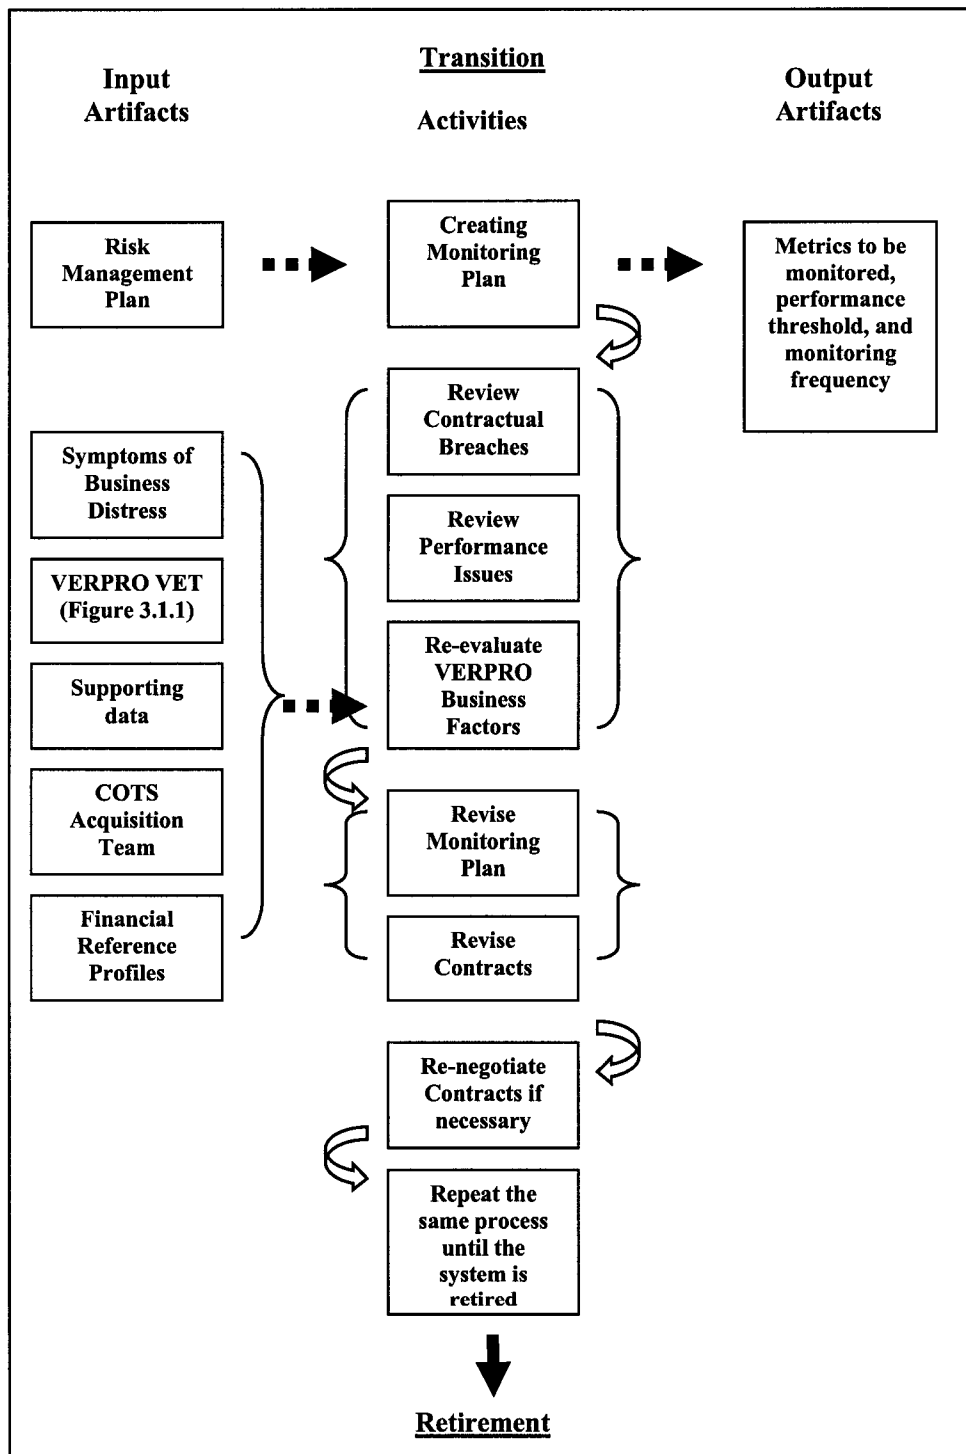 Transition
Input
Artifacts
Activities
Output
Artifacts
Risk
Management
Plan
Creating
Monitoring
Plan
Metrics to be
monitored,
performance
threshold, and
monitoring
frequency
Symptoms of
Business
Distress
VERPRO VET
(Figure 3.1.1)
Supporting
data
COTS
Acquisition
Team
Financial
Reference
Profiles
Review
Contractual
Breaches
Review
Performance
Issues
Re-evaluate
VERPRO
Business
Factors
Revise
Monitoring
Plan
Revise
Contracts
Re-negotiate
Contracts if
necessary
Repeat the
same process
until the
system is
retired
Retirement